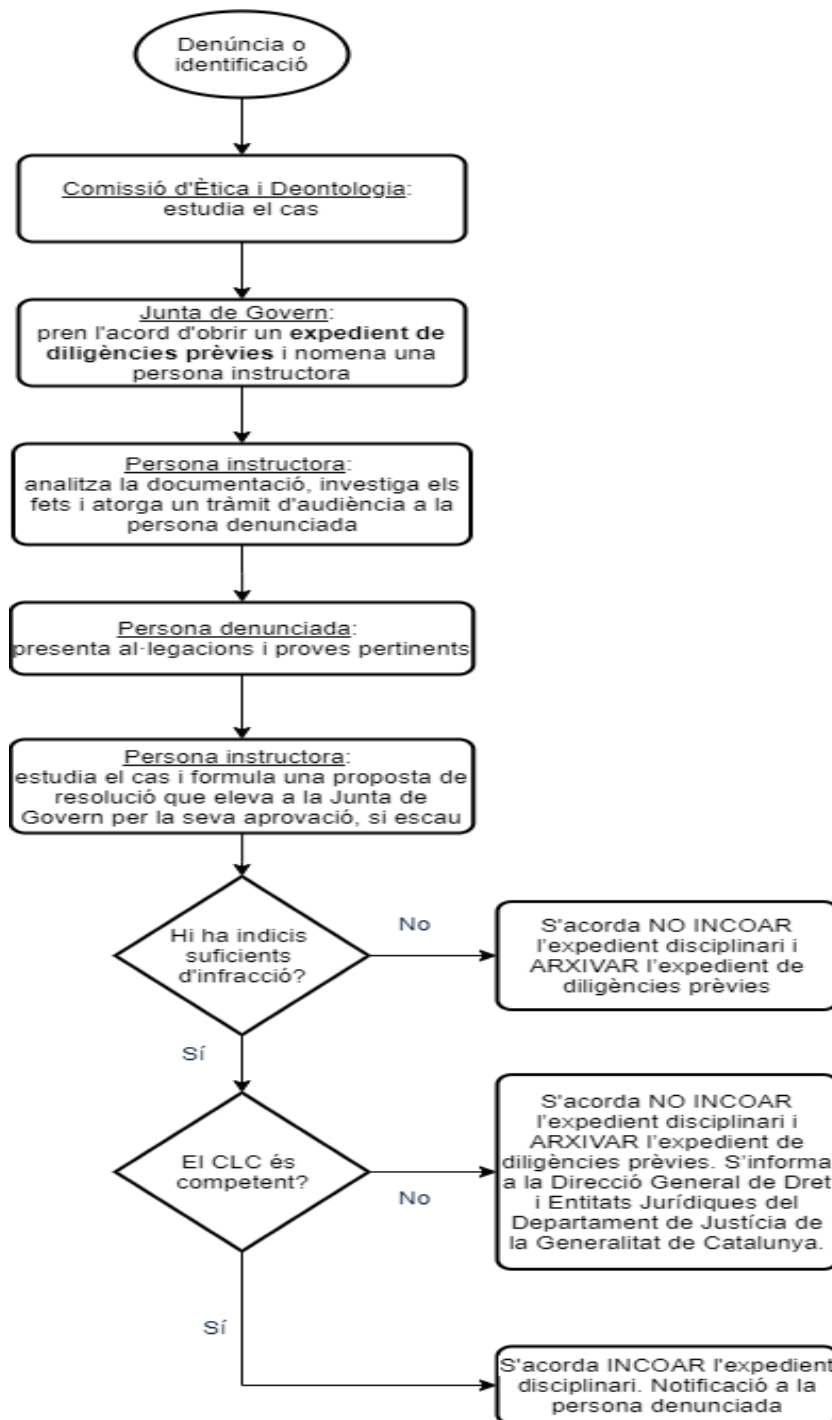 Denúncia o
identificació
Comissió d'Ètica i Deontologia:
estudia el cas
Junta de Govern:
pren l'acord d'obrir un expedient de
diligències prèvies i nomena una
persona instructora
Persona instructora:
analitza la documentació, investiga els
fets i atorga un tràmit d'audiència a la
persona denunciada
Persona denunciada:
presenta al·legacions i proves pertinents
Persona instructora:
estudia el cas i formula una proposta de
resolució que eleva a la Junta de
Govern per la seva aprovació, si escau
Hi ha indicis
suficients
d'infracció?
No
S'acorda NO INCOAR
l'expedient disciplinari i
ARXIVAR l'expedient de
diligències prèvies
Sí
El CLC és
competent?
No
S'acorda NO INCOAR
l'expedient disciplinari i
ARXIVAR l'expedient de
diligències prèvies. S'informa
a la Direcció General de Dret
i Entitats Jurídiques del
Departament de Justícia de
la Generalitat de Catalunya.
Sí
S'acorda INCOAR l'expedient
disciplinari. Notificació a la
persona denunciada